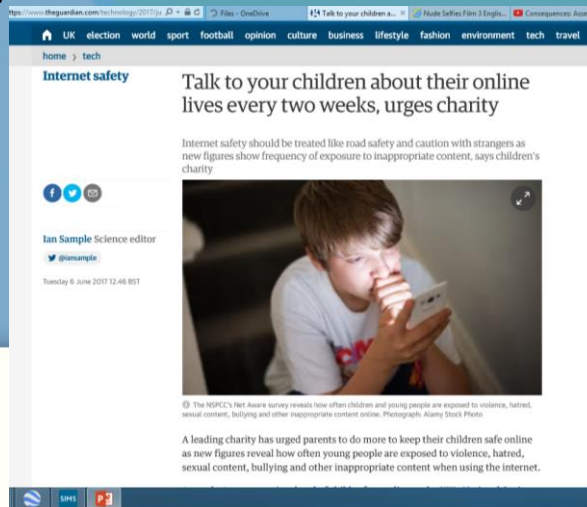 ttps://www.theguardian.com/technology/2017/ju
Files - OneDrive
Talk to your children a...
Nude Selfies Film 3 Englis...
Consequences: Asse
UK election world sport football opinion culture business lifestyle fashion environment tech travel
home > tech
Internet safety
Talk to your children about their online
lives every two weeks, urges charity
Internet safety should be treated like road safety and caution with strangers as
new figures show frequency of exposure to inappropriate content, says children's
charity
Ian Sample Science editor
@iansample
Tuesday 6 June 2017 12.46 BST
The NSPCC's Net Aware survey reveals how often children and young people are exposed to violence, hatred,
sexual content, bullying and other inappropriate content online. Photograph: Alamy Stock Photo
A leading charity has urged parents to do more to keep their children safe online
as new figures reveal how often young people are exposed to violence, hatred,
sexual content, bullying and other inappropriate content when using the internet.
SIMS